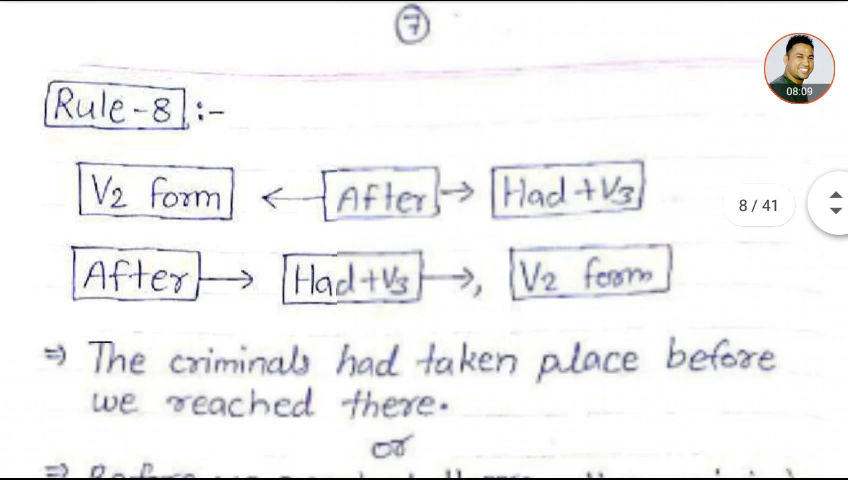 7
08:09
Rule-8 :-
V2 form ← After → Had+V3
8 / 41
After → Had+V3 →, V2 form
⇒ The criminals had taken place before
we reached there.
or